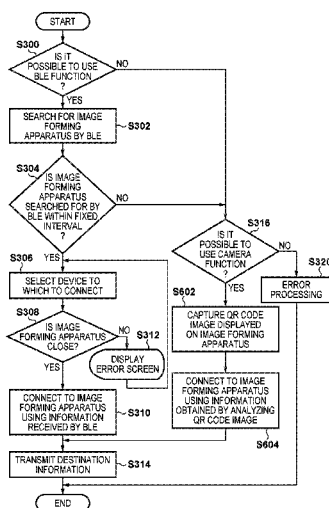 START
S300
IS IT
POSSIBLE TO USE
BLE FUNCTION
?
NO
YES
SEARCH FOR IMAGE
FORMING
APPARATUS BY BLE
S302
S304
IS IMAGE
FORMING
APPARATUS
SEARCHED FOR BY
BLE WITHIN FIXED
INTERVAL
?
NO
YES
S316
IS IT
POSSIBLE TO
USE CAMERA
FUNCTION
?
NO
YES
S320
ERROR
PROCESSING
S306
SELECT DEVICE
TO WHICH TO CONNECT
S308
IS IMAGE
FORMING APPARATUS
CLOSE?
NO
YES
S312
DISPLAY
ERROR SCREEN
S602
CAPTURE QR CODE
IMAGE DISPLAYED
ON IMAGE FORMING
APPARATUS
CONNECT TO IMAGE
FORMING APPARATUS
USING INFORMATION
RECEIVED BY BLE
S310
CONNECT TO IMAGE
FORMING APPARATUS
USING INFORMATION
OBTAINED BY ANALYZING
QR CODE IMAGE
S604
TRANSMIT DESTINATION
INFORMATION
S314
END